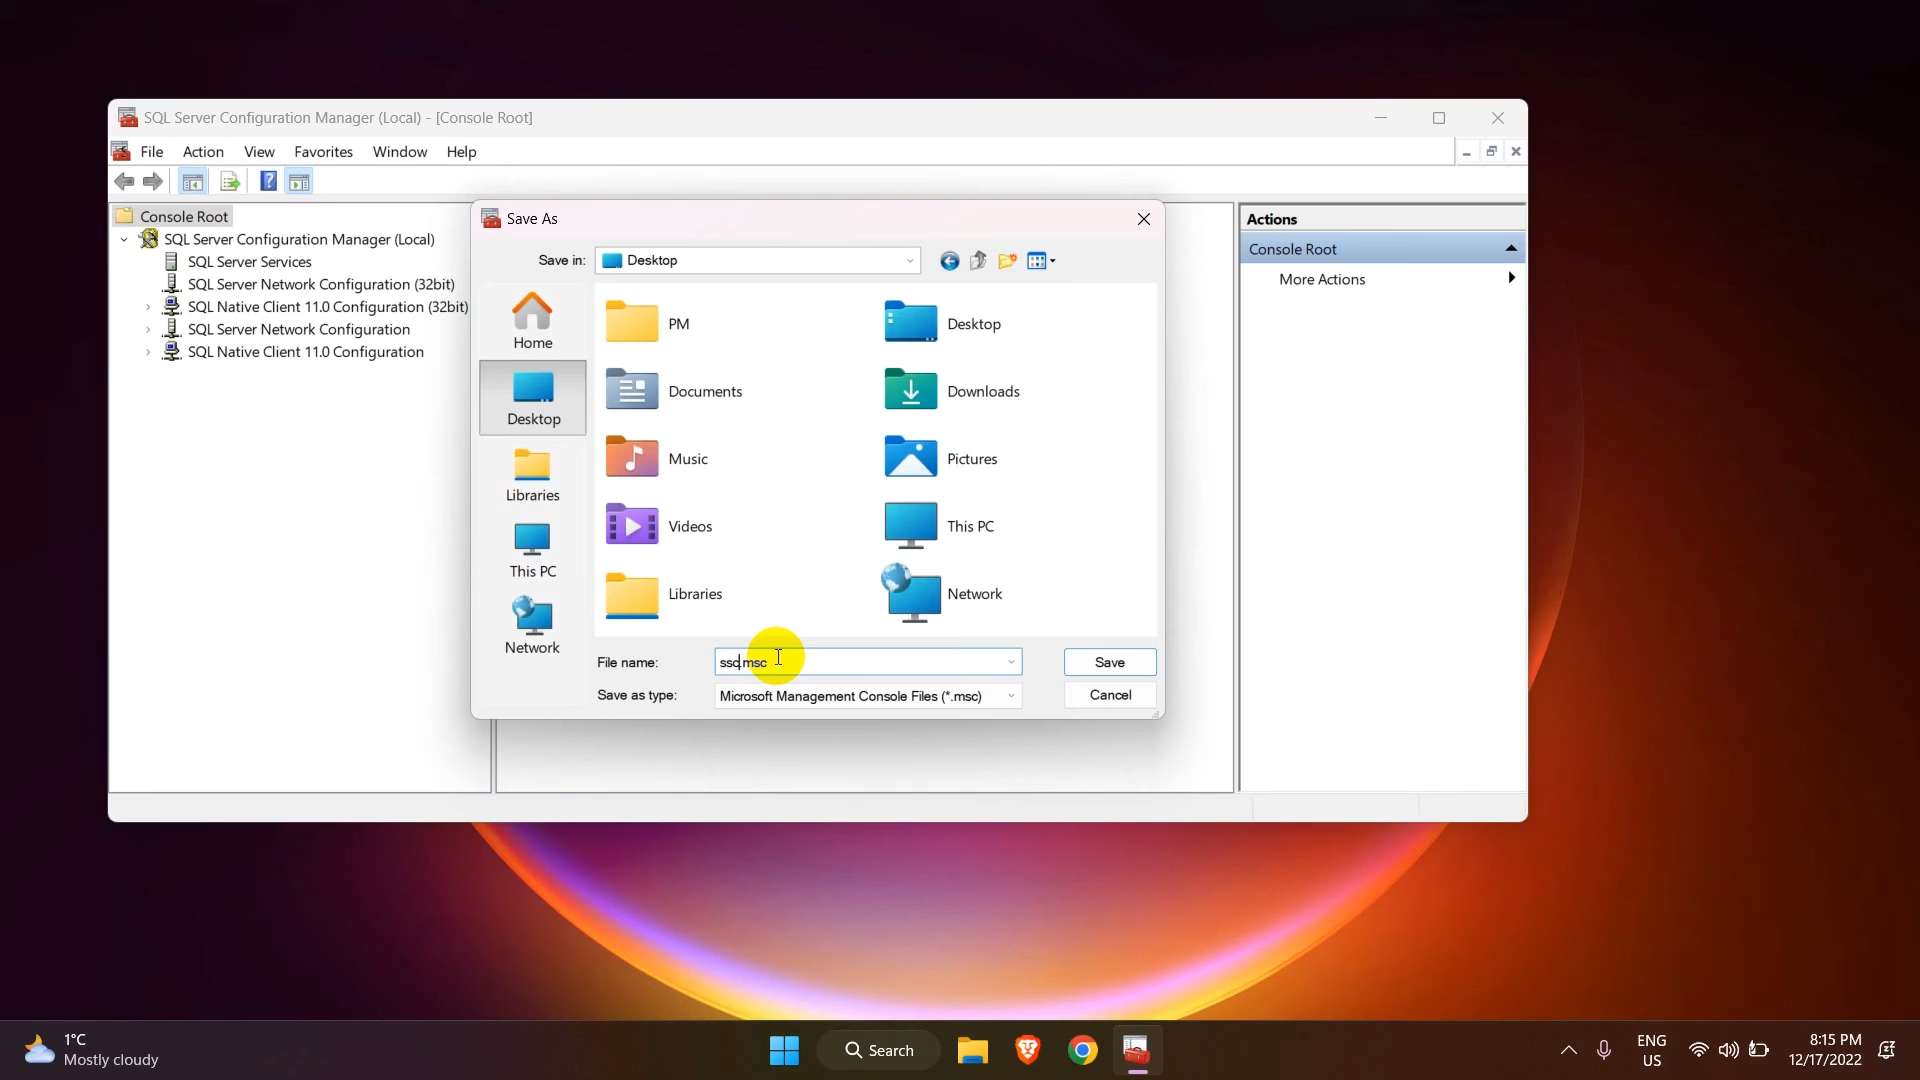 SQL Server Configuration Manager (Local) - [Console Root]
File Action View Favorites Window Help
Console Root
SQL Server Configuration Manager (Local)
SQL Server Services
SQL Server Network Configuration (32bit)
SQL Native Client 11.0 Configuration (32bit)
SQL Server Network Configuration
SQL Native Client 11.0 Configuration
Save As
Save in: Desktop
Home
Desktop
Libraries
This PC
Network
PM Desktop
Documents Downloads
Music Pictures
Videos This PC
Libraries Network
File name: ssc.msc Save
Save as type: Microsoft Management Console Files (*.msc) Cancel
Actions
Console Root
More Actions
1°C
Mostly cloudy
Search
ENG
US
8:15 PM
12/17/2022